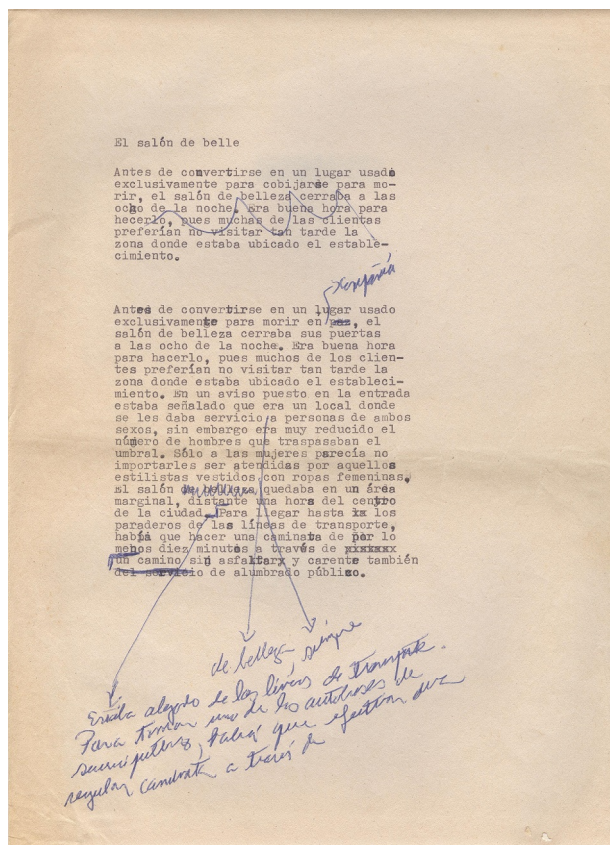 El salón de belle
Antes de convertirse en un lugar usado
exclusivamente para cobijarse para mo-
rir, el salón de belleza cerraba a las
ocho de la noche. Era buena hora para
hacerlo, pues muchas de las clientas
preferían no visitar tan tarde la
zona donde estaba ubicado el estable-
cimiento.
compañía
Antes de convertirse en un lugar usado
exclusivamente para morir en paz, el
salón de belleza cerraba sus puertas
a las ocho de la noche. Era buena hora
para hacerlo, pues muchos de los clien-
tes preferían no visitar tan tarde la
zona donde estaba ubicado el estableci-
miento. En un aviso puesto en la entrada
estaba señalado que era un local donde
se les daba servicio a personas de ambos
sexos, sin embargo era muy reducido el
número de hombres que traspasaban el
umbral. Sólo a las mujeres parecía no
importarles ser atendidas por aquellos
estilistas vestidos con ropas femeninas.
El salón de belleza, quedaba en un área
marginal, distante una hora del centro
de la ciudad. Para llegar hasta xx los
paraderos de las líneas de transporte,
había que hacer una caminata de por lo
menos diez minutos a través de xxxxxxx
un camino sin asfaltarx y carente también
del servicio de alumbrado público.
de belleza, siempre
Estaba alejado de las líneas de transporte.
Para tomar uno de los autobuses de
había que efectuar una
regular caminata a través de